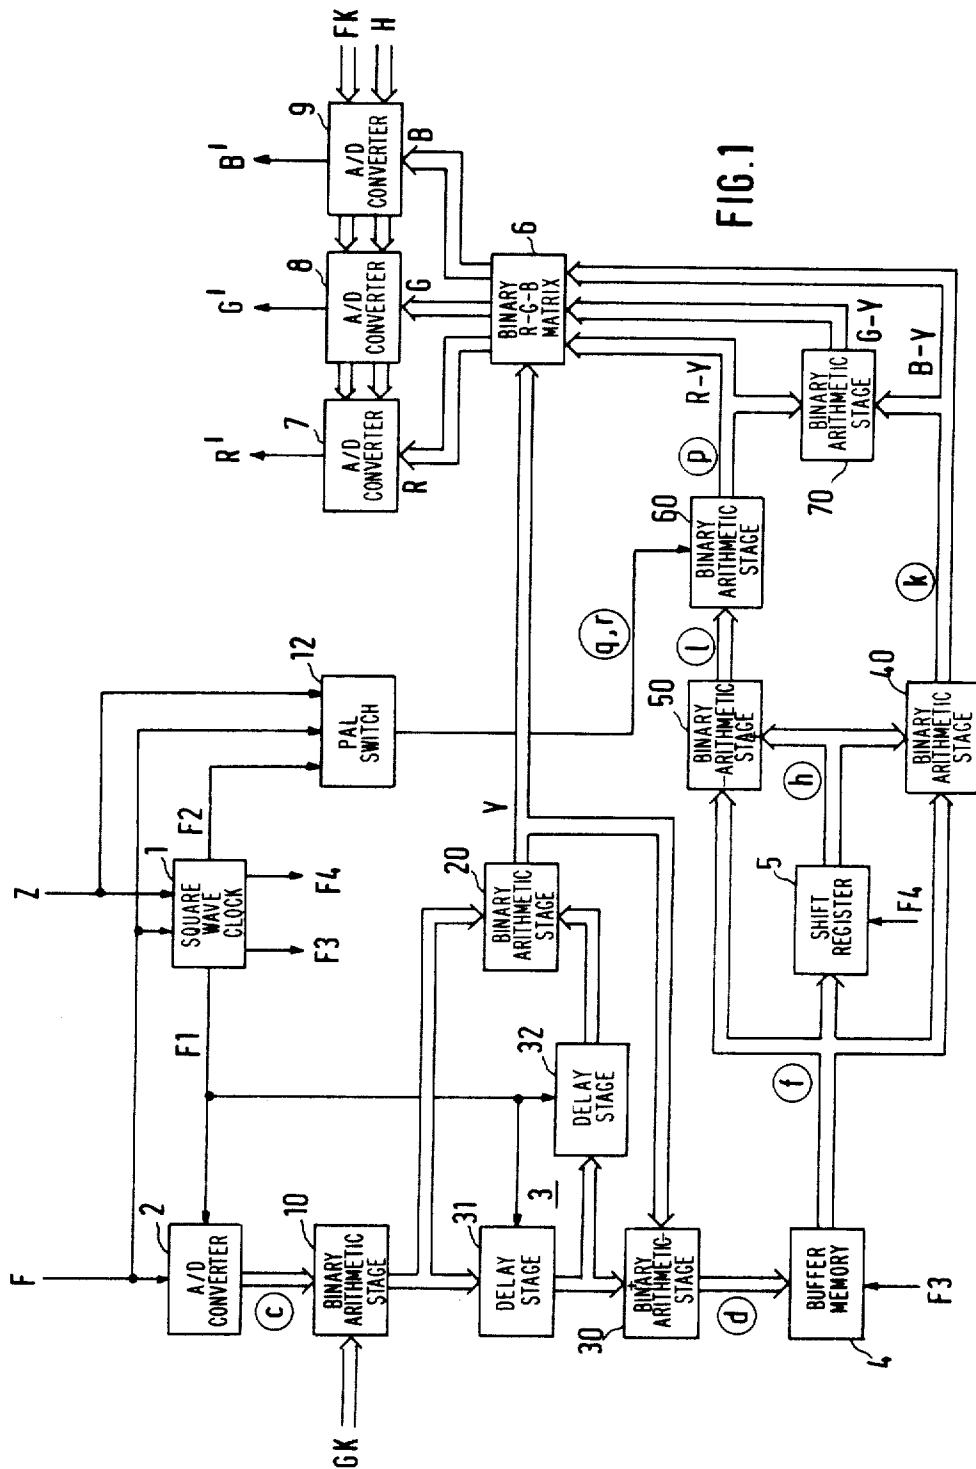 F
Z
2
A/D
CONVERTER
F1
1
SQUARE
WAVE
CLOCK
F2
F3
F4
12
PAL
SWITCH
R'
G'
B'
7
A/D
CONVERTER
8
A/D
CONVERTER
9
A/D
CONVERTER
FK
H
R
G
B
c
GK
10
BINARY
ARITHMETIC
STAGE
31
DELAY
STAGE
3
32
DELAY
STAGE
20
BINARY
ARITHMETIC
STAGE
Y
6
BINARY
R-G-B
MATRIX
30
+
BINARY
ARITHMETIC
STAGE
-
d
q,r
4
BUFFER
MEMORY
F3
f
50
BINARY
ARITHMETIC
STAGE
-
+
l
60
BINARY
ARITHMETIC
STAGE
p
R-Y
FIG.1
h
5
SHIFT
REGISTER
F4
70
BINARY
ARITHMETIC
STAGE
G-Y
B-Y
40
BINARY
ARITHMETIC
STAGE
k